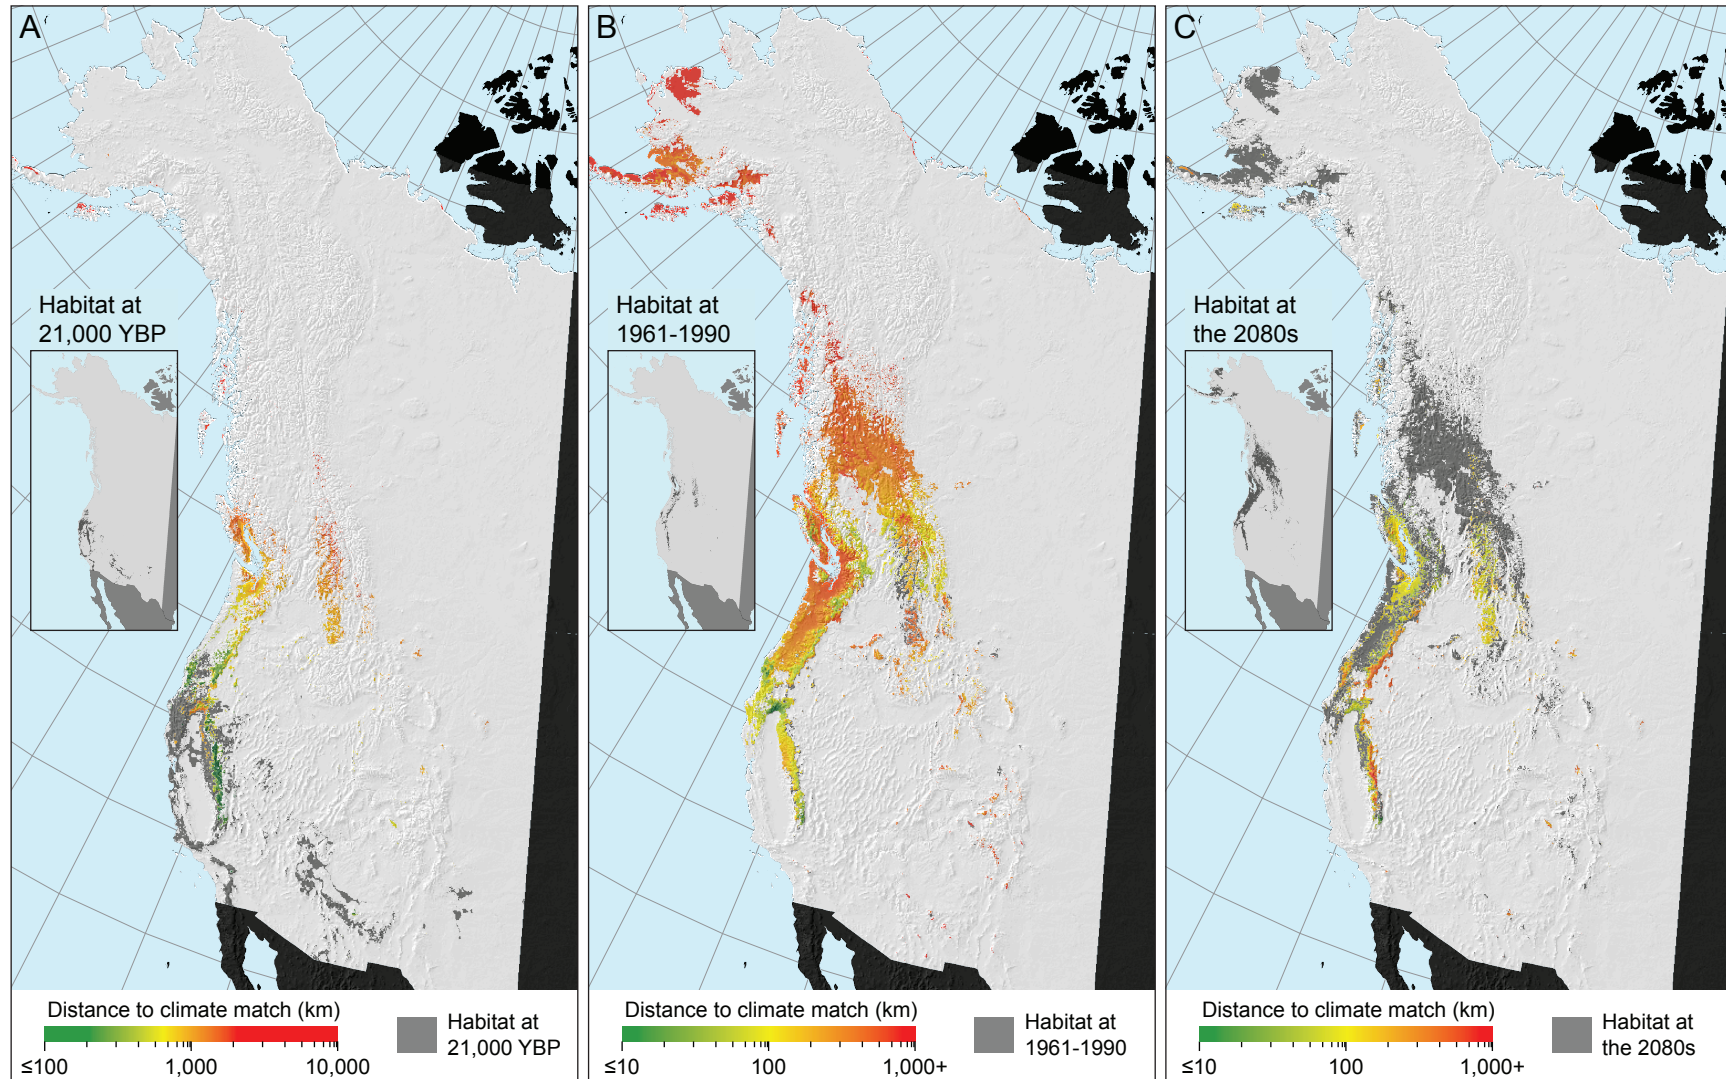 A
Habitat at
21,000 YBP
Distance to climate match (km)
≤100 1,000 10,000
Habitat at
21,000 YBP
B
Habitat at
1961-1990
Distance to climate match (km)
≤10 100 1,000+
Habitat at
1961-1990
C
Habitat at
the 2080s
Distance to climate match (km)
≤10 100 1,000+
Habitat at
the 2080s